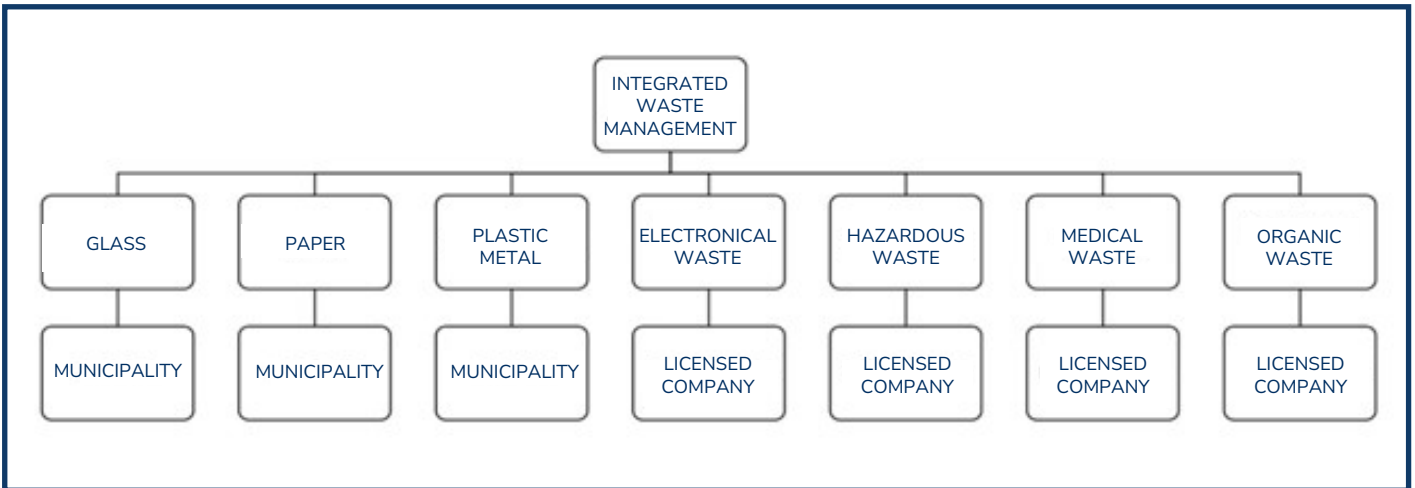 INTEGRATED
WASTE
MANAGEMENT
GLASS
PAPER
PLASTIC
METAL
ELECTRONICAL
WASTE
HAZARDOUS
WASTE
MEDICAL
WASTE
ORGANIC
WASTE
MUNICIPALITY
MUNICIPALITY
MUNICIPALITY
LICENSED
COMPANY
LICENSED
COMPANY
LICENSED
COMPANY
LICENSED
COMPANY